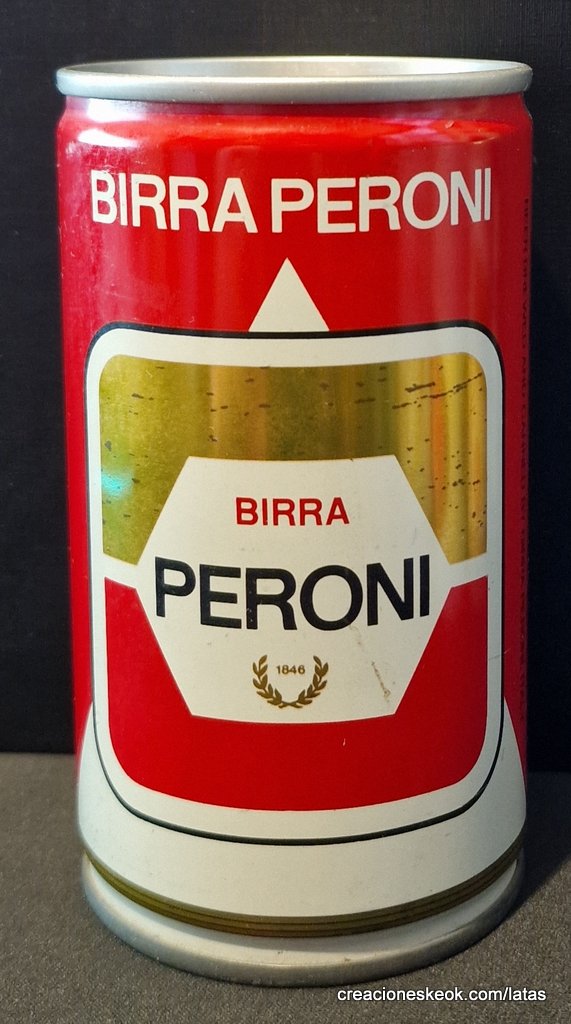 BIRRA PERONI
BIRRA
PERONI
1846
creacioneskeok.com/latas